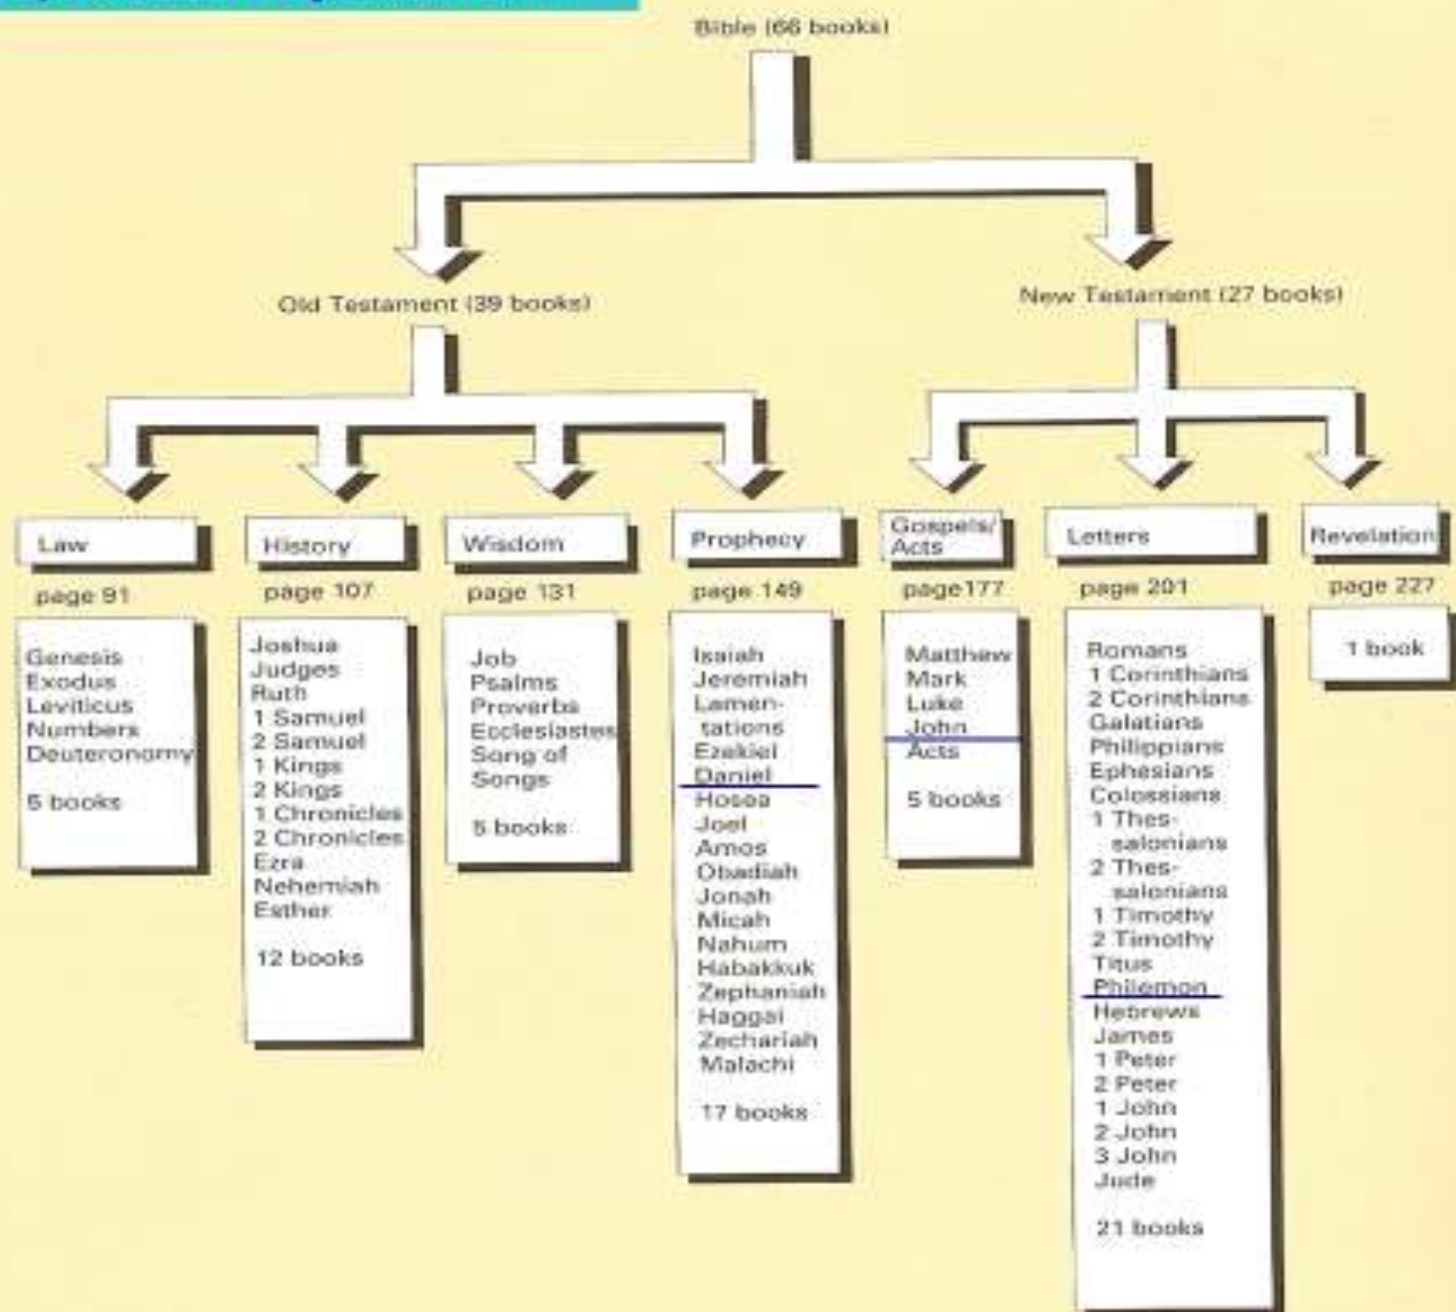 Bible (66 books)
Old Testament (39 books)
New Testament (27 books)
Law
page 91
Genesis
Exodus
Leviticus
Numbers
Deuteronomy
5 books
History
page 107
Joshua
Judges
Ruth
1 Samuel
2 Samuel
1 Kings
2 Kings
1 Chronicles
2 Chronicles
Ezra
Nehemiah
Esther
12 books
Wisdom
page 131
Job
Psalms
Proverbs
Ecclesiastes
Song of
Songs
5 books
Prophecy
page 149
Isaiah
Jeremiah
Lamen-
tations
Ezekiel
Daniel
Hosea
Joel
Amos
Obadiah
Jonah
Micah
Nahum
Habakkuk
Zephaniah
Haggai
Zechariah
Malachi
17 books
Gospels/
Acts
page177
Matthew
Mark
Luke
John
Acts
5 books
Letters
page 201
Romans
1 Corinthians
2 Corinthians
Galatians
Philippians
Ephesians
Colossians
1 Thes-
salonians
2 Thes-
salonians
1 Timothy
2 Timothy
Titus
Philemon
Hebrews
James
1 Peter
2 Peter
1 John
2 John
3 John
Jude
21 books
Revelation
page 227
1 book